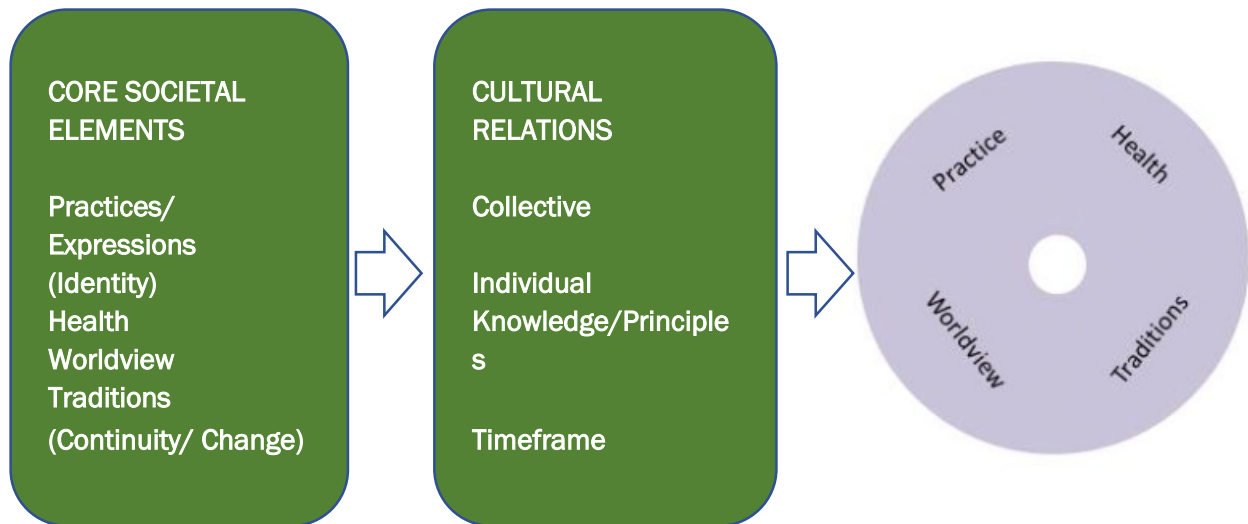 CORE SOCIETAL
ELEMENTS
Practices/
Expressions
(Identity)
Health
Worldview
Traditions
(Continuity/ Change)
CULTURAL
RELATIONS
Collective
Individual
Knowledge/Principle
s
Timeframe
Practice
Health
Worldview
Traditions